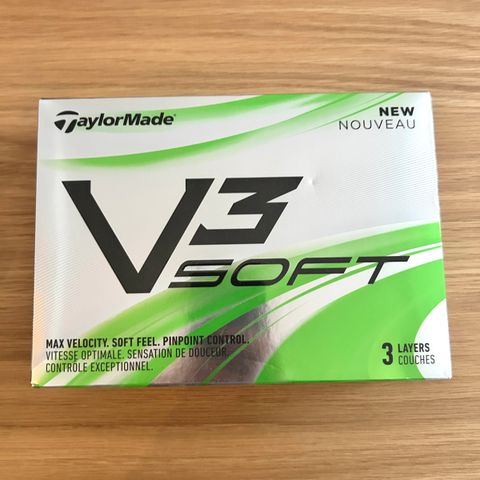 TaylorMade
NEW
NOUVEAU
V3
SOFT
MAX VELOCITY. SOFT FEEL. PINPOINT CONTROL.
VITESSE OPTIMALE. SENSATION DE DOUCEUR.
CONTRÔLE EXCEPTIONNEL.
3 LAYERS
COUCHES